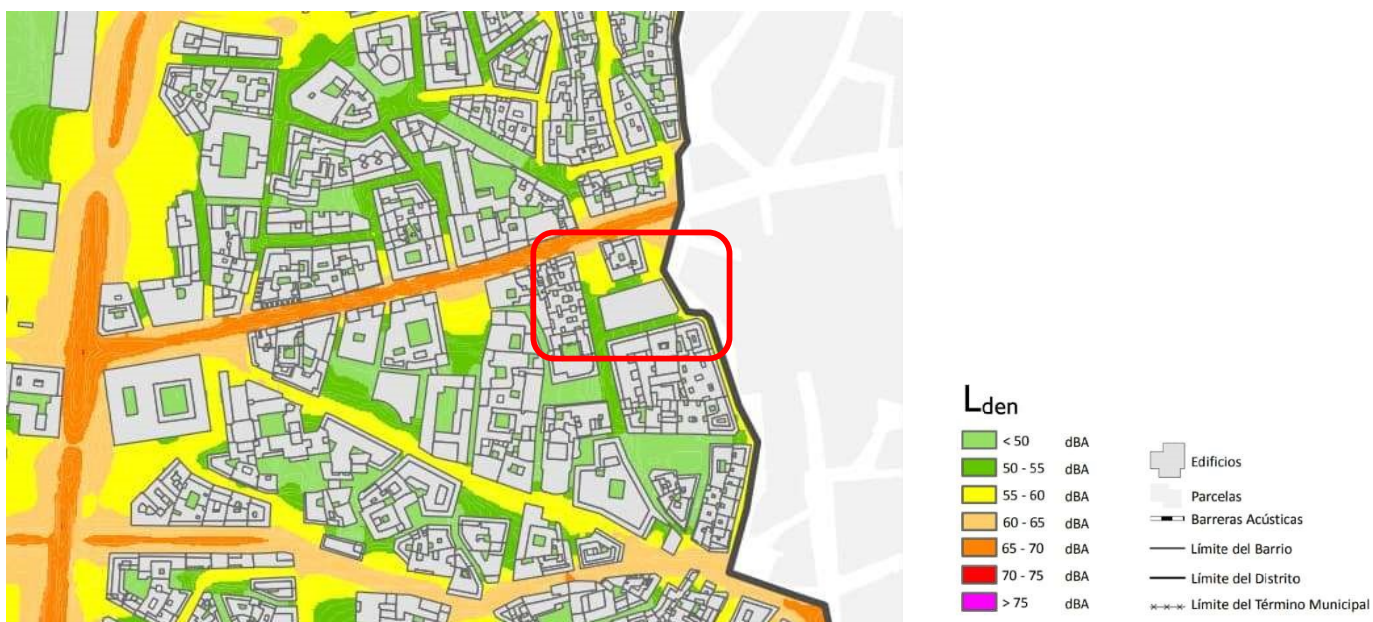 Lden
< 50 dBA
50 - 55 dBA
55 - 60 dBA
60 - 65 dBA
65 - 70 dBA
70 - 75 dBA
> 75 dBA
Edificios
Parcelas
Barreras Acústicas
Límite del Barrio
Límite del Distrito
Límite del Término Municipal